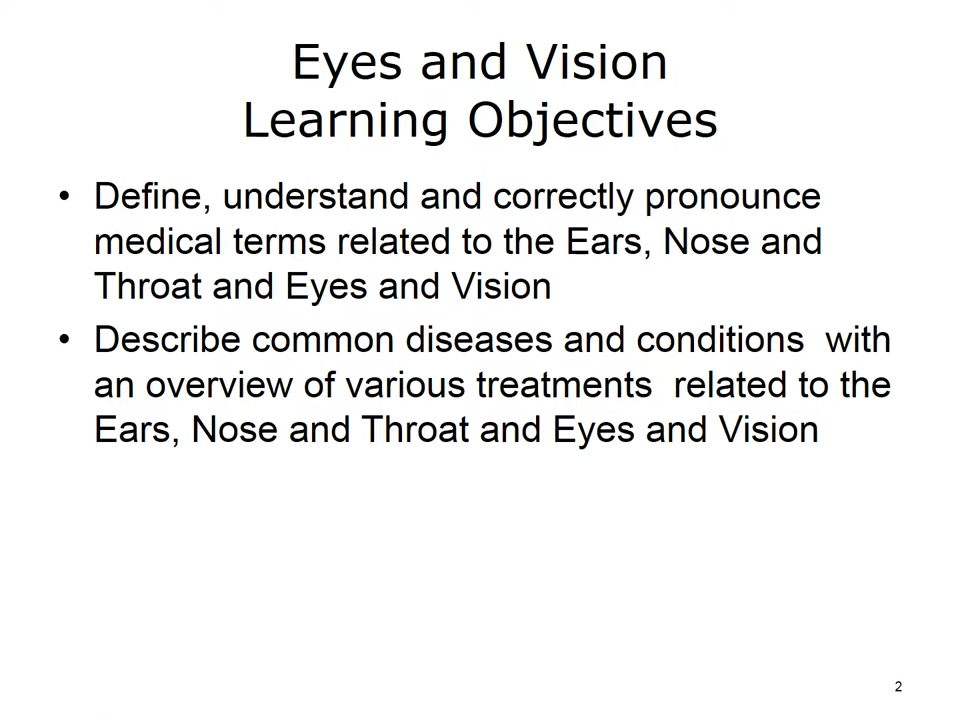 Eyes and Vision
Learning Objectives
• Define, understand and correctly pronounce
medical terms related to the Ears, Nose and
Throat and Eyes and Vision
• Describe common diseases and conditions  with
an overview of various treatments  related to the
Ears, Nose and Throat and Eyes and Vision
2